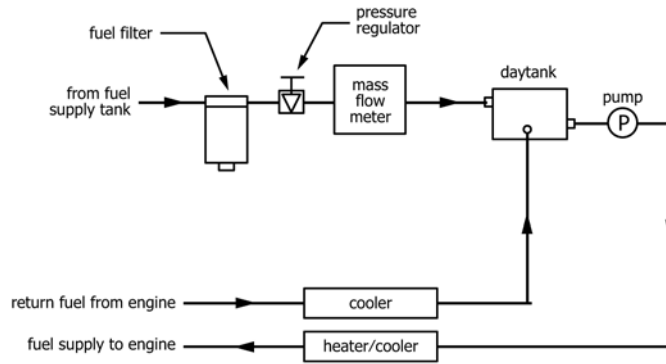 pressure
regulator
fuel filter
from fuel
supply tank
mass
flow
meter
daytank
pump
P
return fuel from engine
cooler
fuel supply to engine
heater/cooler